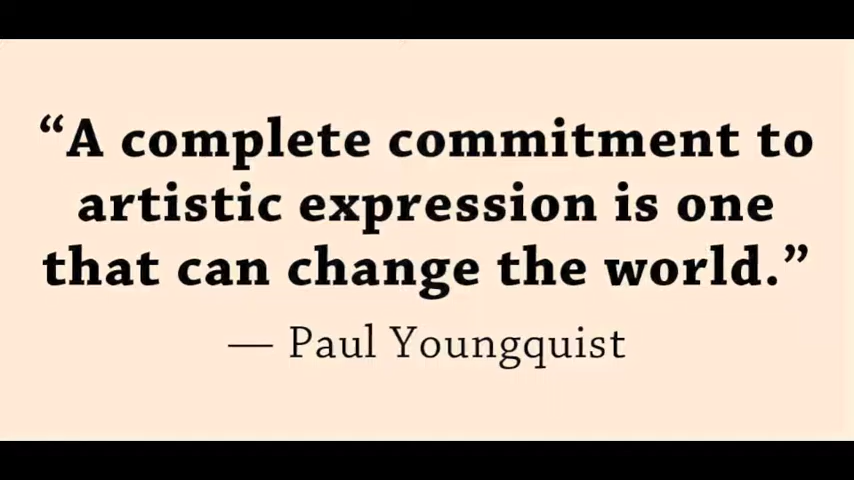 “A complete commitment to
artistic expression is one
that can change the world.”
— Paul Youngquist